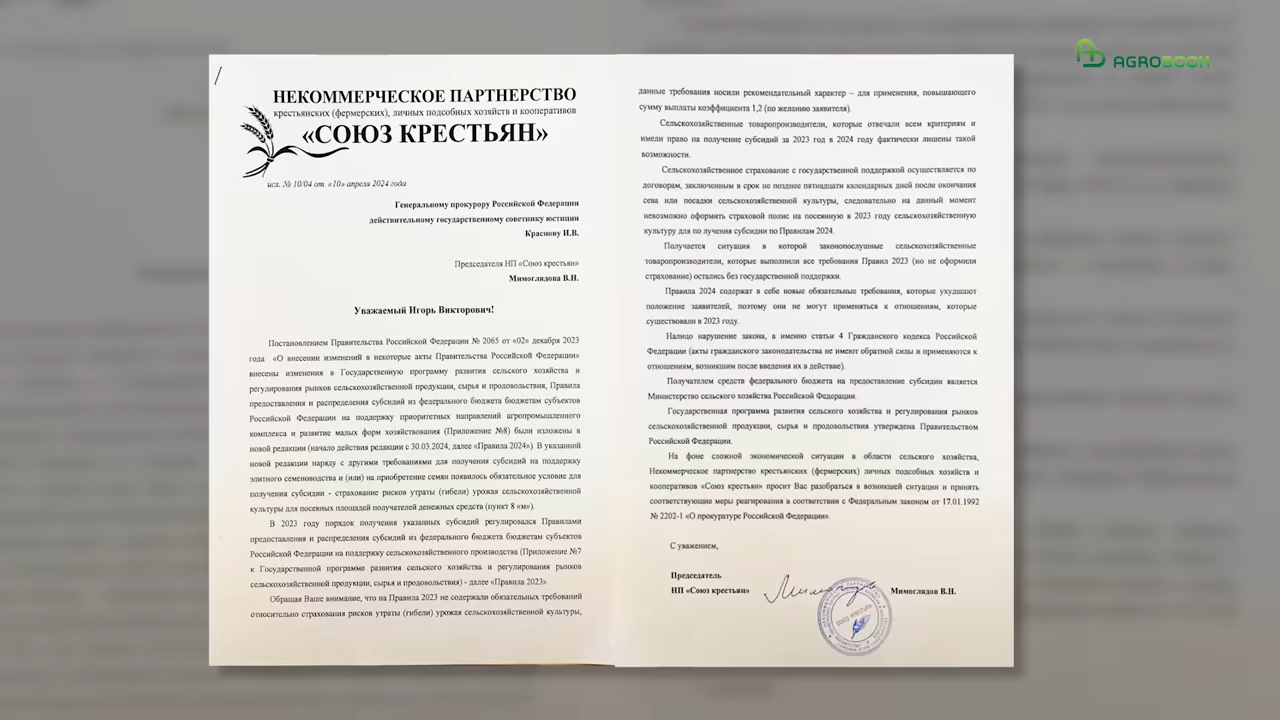 AGROBOOK
НЕКОММЕРЧЕСКОЕ ПАРТНЕРСТВО
крестьянских (фермерских), личных подсобных хозяйств и кооперативов
«СОЮЗ КРЕСТЬЯН»
исх. № 10/04 от «10» апреля 2024 года
Генеральному прокурору Российской Федерации
действительному государственному советнику юстиции
Краснову И.В.
Председателя НП «Союз крестьян»
Мимоглядова В.Н.
Уважаемый Игорь Викторович!
Постановлением Правительства Российской Федерации № 2065 от «02» декабря 2023
года «О внесении изменений в некоторые акты Правительства Российской Федерации»
внесены изменения в Государственную программу развития сельского хозяйства и
регулирования рынков сельскохозяйственной продукции, сырья и продовольствия, Правила
предоставления и распределения субсидий из федерального бюджета бюджетам субъектов
Российской Федерации на поддержку приоритетных направлений агропромышленного
комплекса и развитие малых форм хозяйствования (Приложение №8) были изложены в
новой редакции (начало действия редакции с 30.03.2024, далее «Правила 2024»). В указанной
новой редакции наряду с другими требованиями для получения субсидий на поддержку
элитного семеноводства и (или) на приобретение семян появилось обязательное условие для
получения субсидии - страхование рисков утраты (гибели) урожая сельскохозяйственной
культуры для посевных площадей получателей денежных средств (пункт 8 «м»).
В 2023 году порядок получения указанных субсидий регулировался Правилами
предоставления и распределения субсидий из федерального бюджета бюджетам субъектов
Российской Федерации на поддержку сельскохозяйственного производства (Приложение №7
к Государственной программе развития сельского хозяйства и регулирования рынков
сельскохозяйственной продукции, сырья и продовольствия) - далее «Правила 2023».
Обращая Ваше внимание, что на Правила 2023 не содержали обязательных требований
относительно страхования рисков утраты (гибели) урожая сельскохозяйственной культуры,
данные требования носили рекомендательный характер – для применения, повышающего
сумму выплаты коэффициента 1,2 (по желанию заявителя).
Сельскохозяйственные товаропроизводители, которые отвечали всем критериям и
имели право на получение субсидий за 2023 год в 2024 году фактически лишены такой
возможности.
Сельскохозяйственное страхование с государственной поддержкой осуществляется по
договорам, заключенным в срок не позднее пятнадцати календарных дней после окончания
сева или посадки сельскохозяйственной культуры, следовательно на данный момент
невозможно оформить страховой полис на посеянную в 2023 году сельскохозяйственную
культуру для по лучения субсидии по Правилам 2024.
Получается ситуация в которой законопослушные сельскохозяйственные
товаропроизводители, которые выполнили все требования Правил 2023 (но не оформили
страхование) остались без государственной поддержки.
Правила 2024 содержат в себе новые обязательные требования, которые ухудшают
положение заявителей, поэтому они не могут применяться к отношениям, которые
существовали в 2023 году.
Налицо нарушение закона, а именно статьи 4 Гражданского кодекса Российской
Федерации (акты гражданского законодательства не имеют обратной силы и применяются к
отношениям, возникшим после введения их в действие).
Получателем средств федерального бюджета на предоставление субсидии является
Министерство сельского хозяйства Российской Федерации.
Государственная программа развития сельского хозяйства и регулирования рынков
сельскохозяйственной продукции, сырья и продовольствия утверждена Правительством
Российской Федерации.
На фоне сложной экономической ситуации в области сельского хозяйства,
Некоммерческое партнерство крестьянских (фермерских) личных подсобных хозяйств и
кооперативов «Союз крестьян» просит Вас разобраться в возникшей ситуации и принять
соответствующие меры реагирования в соответствии с Федеральным законом от 17.01.1992
№ 2202-1 «О прокуратуре Российской Федерации».
С уважением,
Председатель
НП «Союз крестьян»
Мимоглядов В.Н.
СОЮЗ КРЕСТЬЯН